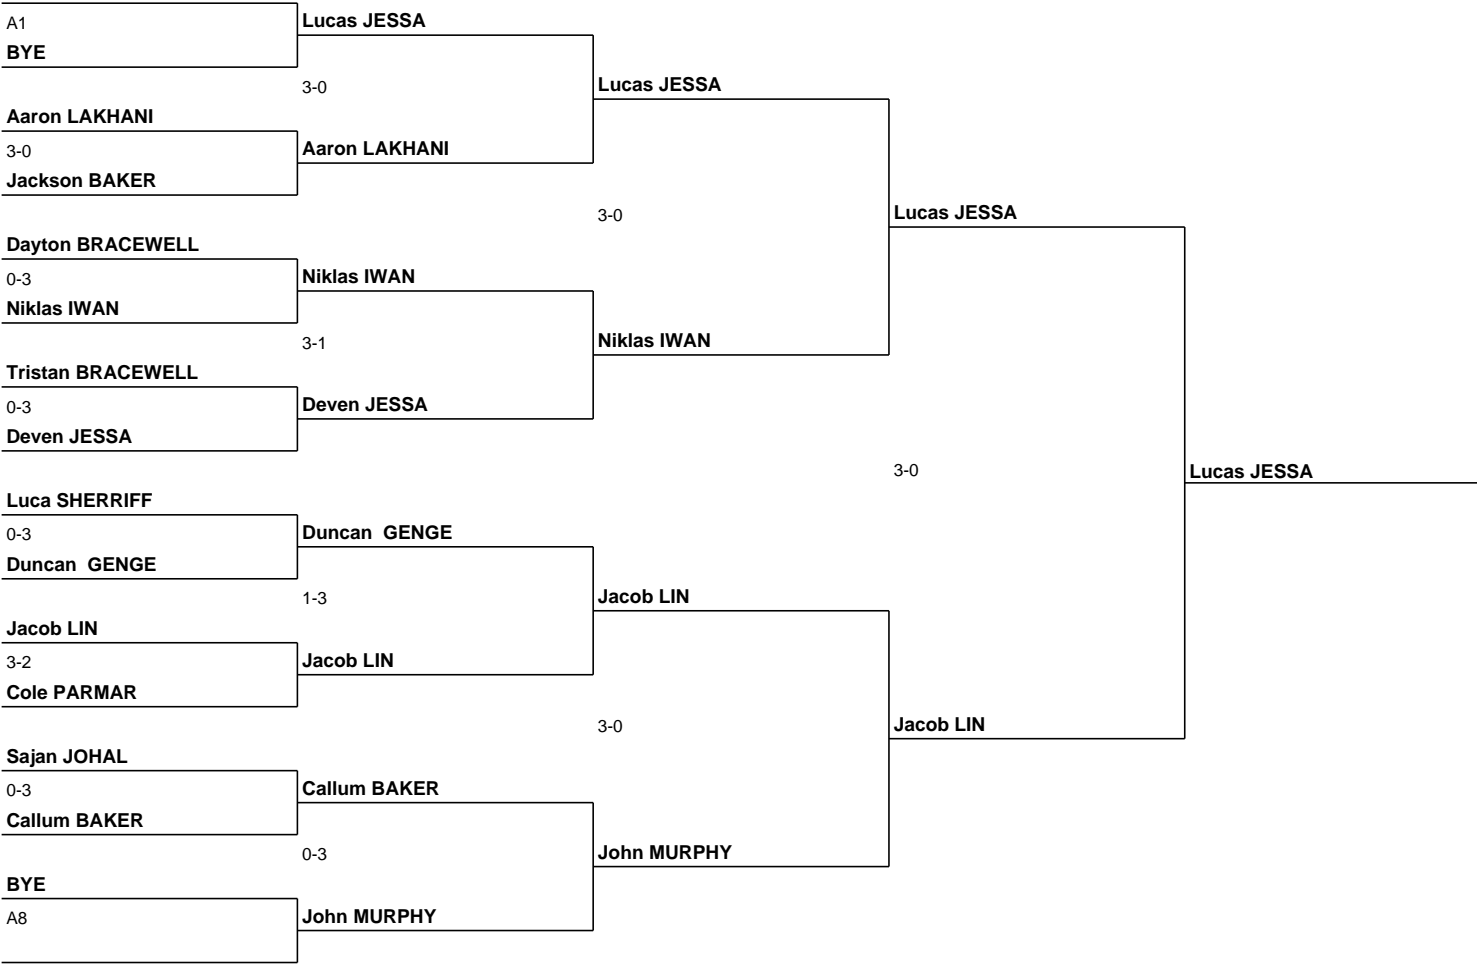 A1
BYE
Aaron LAKHANI
3-0
Jackson BAKER
Dayton BRACEWELL
0-3
Niklas IWAN
Tristan BRACEWELL
0-3
Deven JESSA
Luca SHERRIFF
0-3
Duncan  GENGE
Jacob LIN
3-2
Cole PARMAR
Sajan JOHAL
0-3
Callum BAKER
BYE
A8
Lucas JESSA
3-0
Aaron LAKHANI
Niklas IWAN
3-1
Deven JESSA
Duncan  GENGE
1-3
Jacob LIN
Callum BAKER
0-3
John MURPHY
Lucas JESSA
3-0
Niklas IWAN
Jacob LIN
3-0
John MURPHY
Lucas JESSA
3-0
Jacob LIN
Lucas JESSA